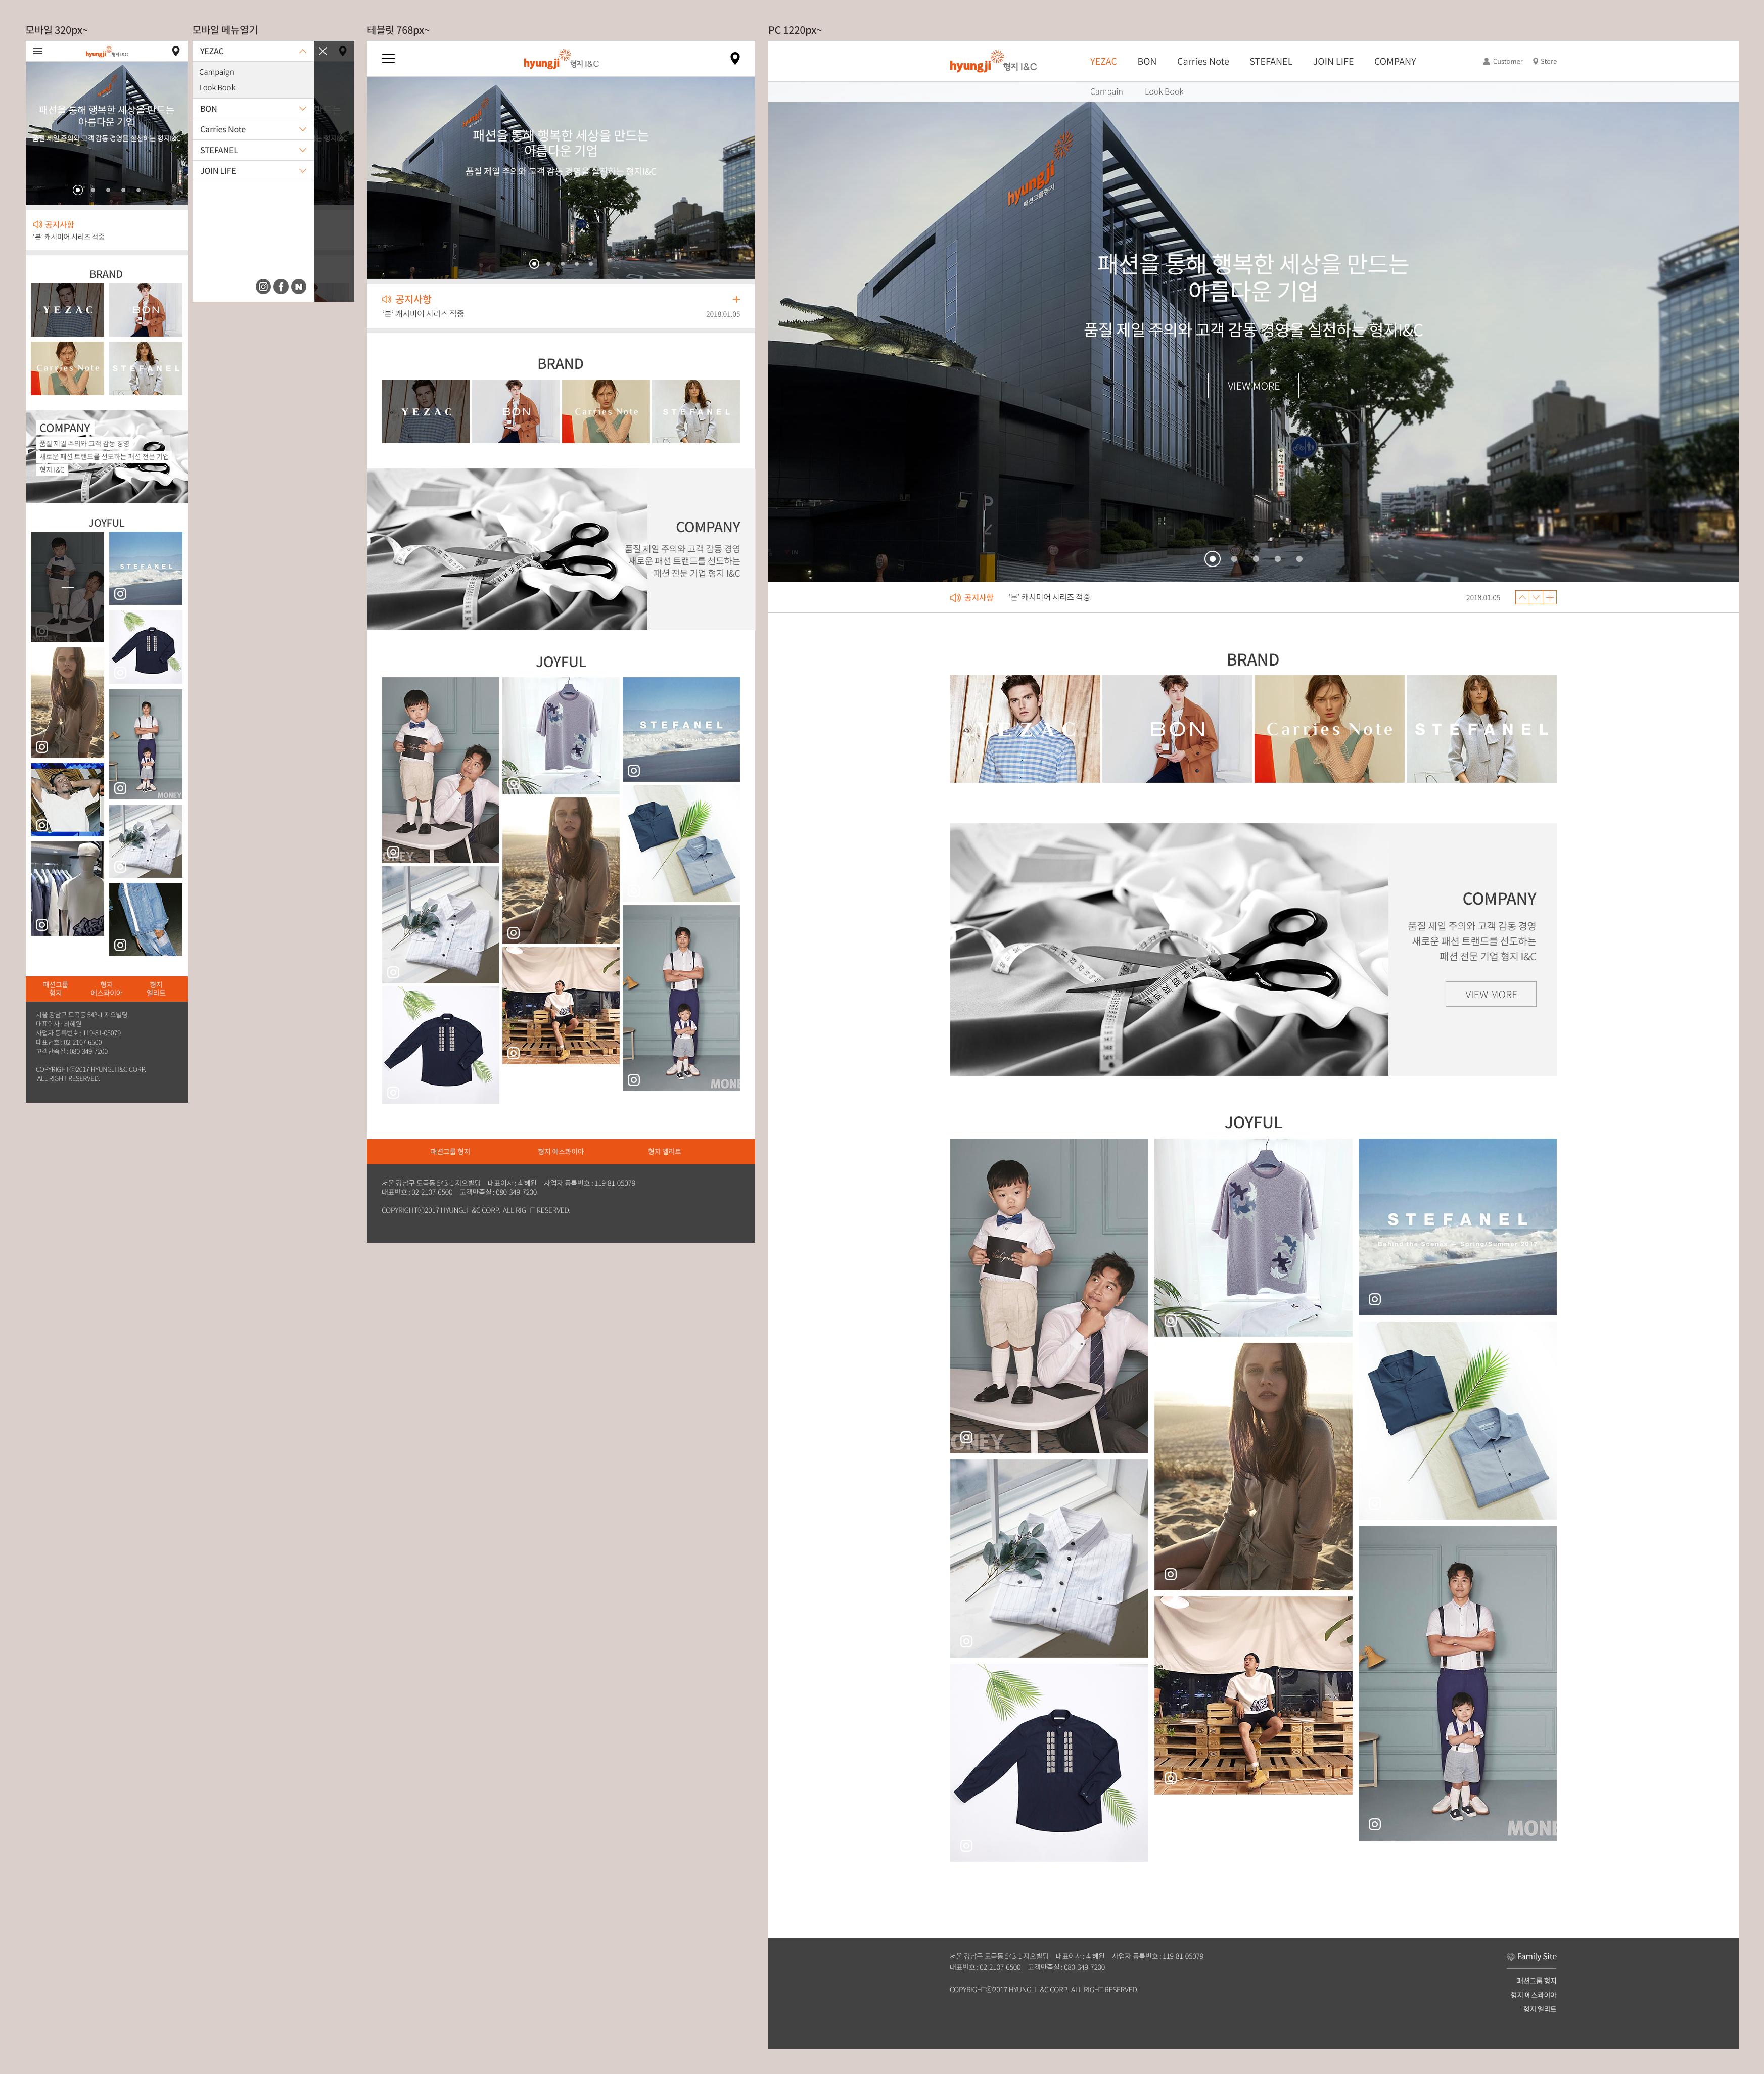 모바일 320px~
hyungji 형지 I&C
hyungji
패션을 통해 행복한 세상을 만드는
아름다운 기업
품질 제일 주의와 고객 감동 경영을 실천하는 형지I&C
공지사항
'본' 캐시미어 시리즈 적중
BRAND
YEZAC
BON
Carries Note
STEFANEL
COMPANY
품질 제일 주의와 고객 감동 경영
새로운 패션 트랜드를 선도하는 패션 전문 기업
형지 I&C
JOYFUL
STEFANEL
MONEY
패션그룹
형지
형지
에스콰이아
형지
엘리트
서울 강남구 도곡동 543-1 지오빌딩
대표이사 : 최혜원
사업자 등록번호 : 119-81-05079
대표번호 : 02-2107-6500
고객만족실 : 080-349-7200
COPYRIGHTⓒ2017 HYUNGJI I&C CORP.
ALL RIGHT RESERVED.
모바일 메뉴열기
YEZAC
Campaign
Look Book
BON
Carries Note
STEFANEL
JOIN LIFE
테블릿 768px~
hyungji 형지 I&C
hyungji
패션을 통해 행복한 세상을 만드는
아름다운 기업
품질 제일 주의와 고객 감동 경영을 실천하는 형지I&C
공지사항
'본' 캐시미어 시리즈 적중
2018.01.05
BRAND
YEZAC
BON
Carries Note
STEFANEL
COMPANY
품질 제일 주의와 고객 감동 경영
새로운 패션 트랜드를 선도하는
패션 전문 기업 형지 I&C
JOYFUL
STEFANEL
ONEY
MONE
패션그룹 형지
형지 에스콰이아
형지 엘리트
서울 강남구 도곡동 543-1 지오빌딩 대표이사 : 최혜원 사업자 등록번호 : 119-81-05079
대표번호 : 02-2107-6500 고객만족실 : 080-349-7200
COPYRIGHTⓒ2017 HYUNGJI I&C CORP. ALL RIGHT RESERVED.
PC 1220px~
hyungji 형지 I&C
YEZAC BON Carries Note STEFANEL JOIN LIFE COMPANY
Customer Store
Campain Look Book
hyungji
패션그룹형지
패션을 통해 행복한 세상을 만드는
아름다운 기업
품질 제일 주의와 고객 감동 경영을 실천하는 형지I&C
VIEW MORE
P
공지사항 '본' 캐시미어 시리즈 적중 2018.01.05
BRAND
YEZAC
BON
Carries Note
STEFANEL
COMPANY
품질 제일 주의와 고객 감동 경영
새로운 패션 트랜드를 선도하는
패션 전문 기업 형지 I&C
VIEW MORE
JOYFUL
STEFANEL
ONEY
MONE
서울 강남구 도곡동 543-1 지오빌딩 대표이사 : 최혜원 사업자 등록번호 : 119-81-05079
대표번호 : 02-2107-6500 고객만족실 : 080-349-7200
COPYRIGHTⓒ2017 HYUNGJI I&C CORP. ALL RIGHT RESERVED.
Family Site
패션그룹 형지
형지 에스콰이아
형지 엘리트